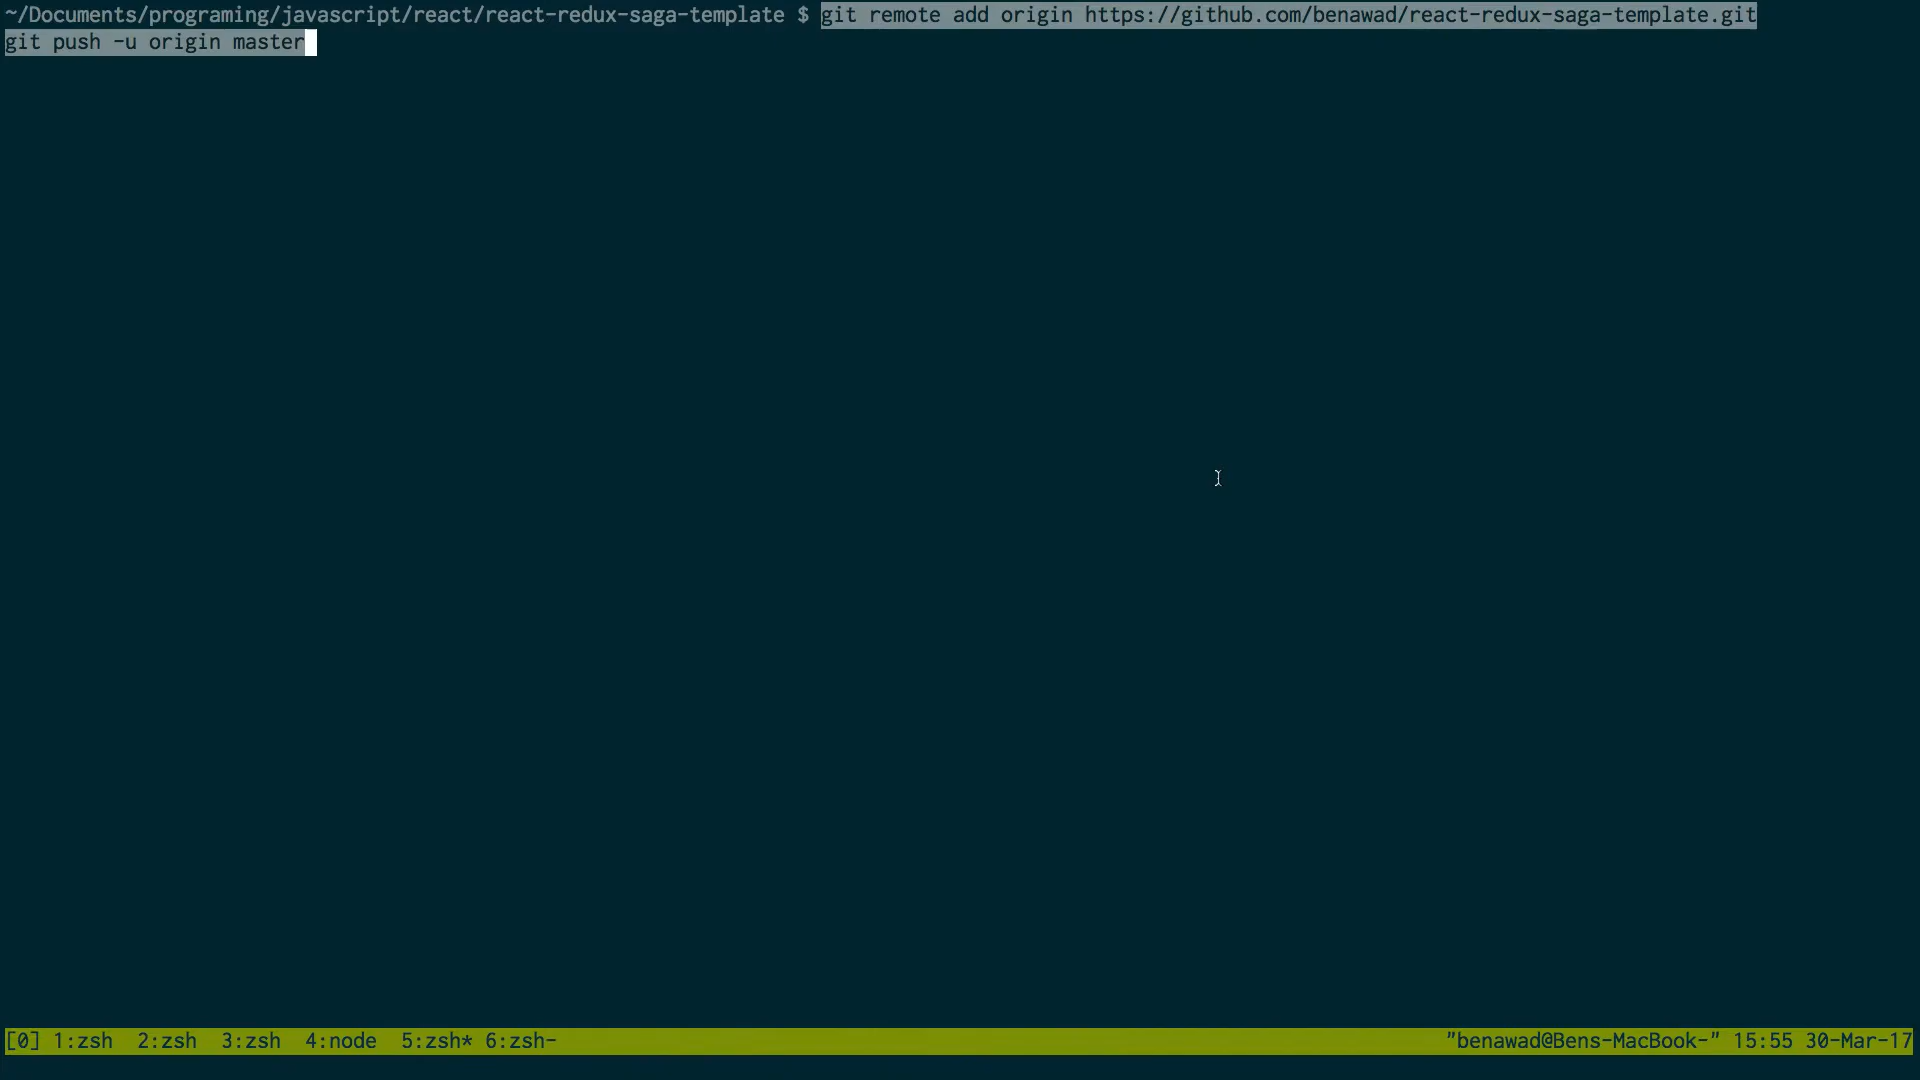 ~/Documents/programing/javascript/react/react-redux-saga-template $ git remote add origin https://github.com/benawad/react-redux-saga-template.git
git push -u origin master
[0] 1:zsh  2:zsh  3:zsh  4:node  5:zsh* 6:zsh-  "benawad@Bens-MacBook-" 15:55 30-Mar-17